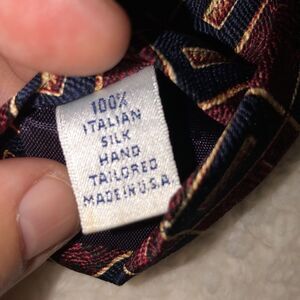 100%
ITALIAN
SILK
HAND
TAILORED
MADE IN U.S.A.